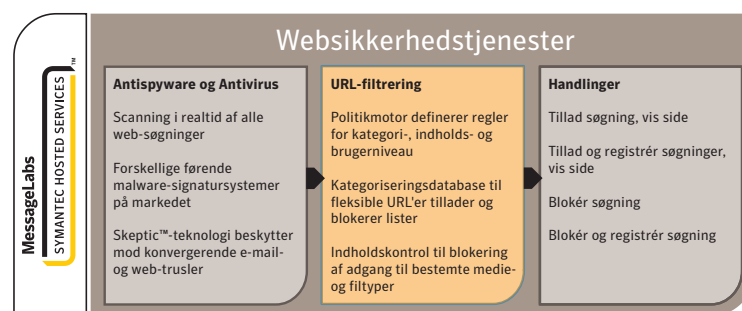 MessageLabs
SYMANTEC HOSTED SERVICES™
Websikkerhedstjenester
Antispyware og Antivirus
Scanning i realtid af alle
web-søgninger
Forskellige førende
malware-signatursystemer
på markedet
Skeptic™-teknologi beskytter
mod konvergerende e-mail-
og web-trusler
URL-filtrering
Politikmotor definerer regler
for kategori-, indholds- og
brugerniveau
Kategoriseringsdatabase til
fleksible URL'er tillader og
blokerer lister
Indholdskontrol til blokering
af adgang til bestemte medie-
og filtyper
Handlinger
Tillad søgning, vis side
Tillad og registrér søgninger,
vis side
Blokér søgning
Blokér og registrér søgning